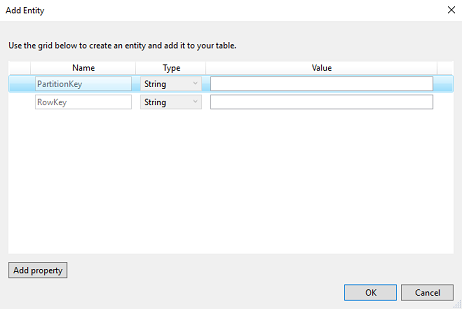 Add Entity
Use the grid below to create an entity and add it to your table.
Name Type Value
PartitionKey String
RowKey String
Add property
OK Cancel